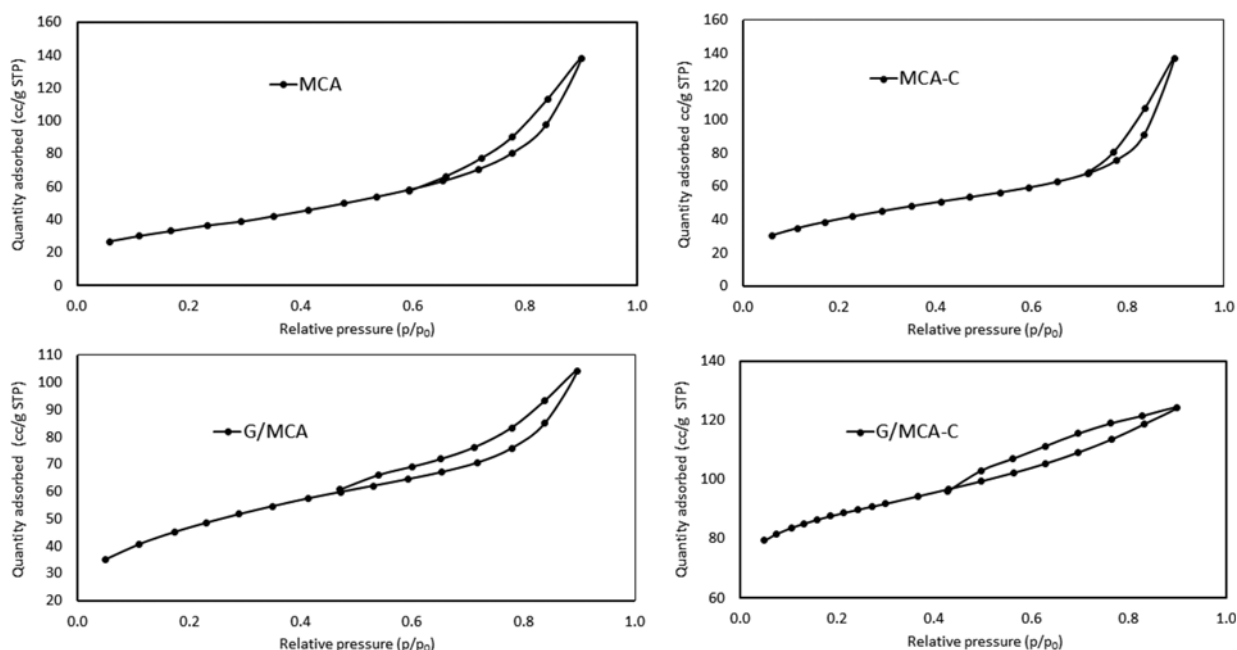 Quantity adsorbed (cc/g STP)
160
140
120
100
80
60
40
20
0
MCA
0.0 0.2 0.4 0.6 0.8 1.0
Relative pressure (p/p₀)
Quantity adsorbed cc/g STP)
160
140
120
100
80
60
40
20
0
MCA-C
0.0 0.2 0.4 0.6 0.8 1.0
Relative pressure (p/p₀)
Quantity adsorbed (cc/g STP)
110
100
90
80
70
60
50
40
30
20
G/MCA
0.0 0.2 0.4 0.6 0.8 1.0
Relative pressure (p/p₀)
Quantity adsorbed (cc/g STP)
140
120
100
80
60
G/MCA-C
0.0 0.2 0.4 0.6 0.8 1.0
Relative pressure (p/p₀)